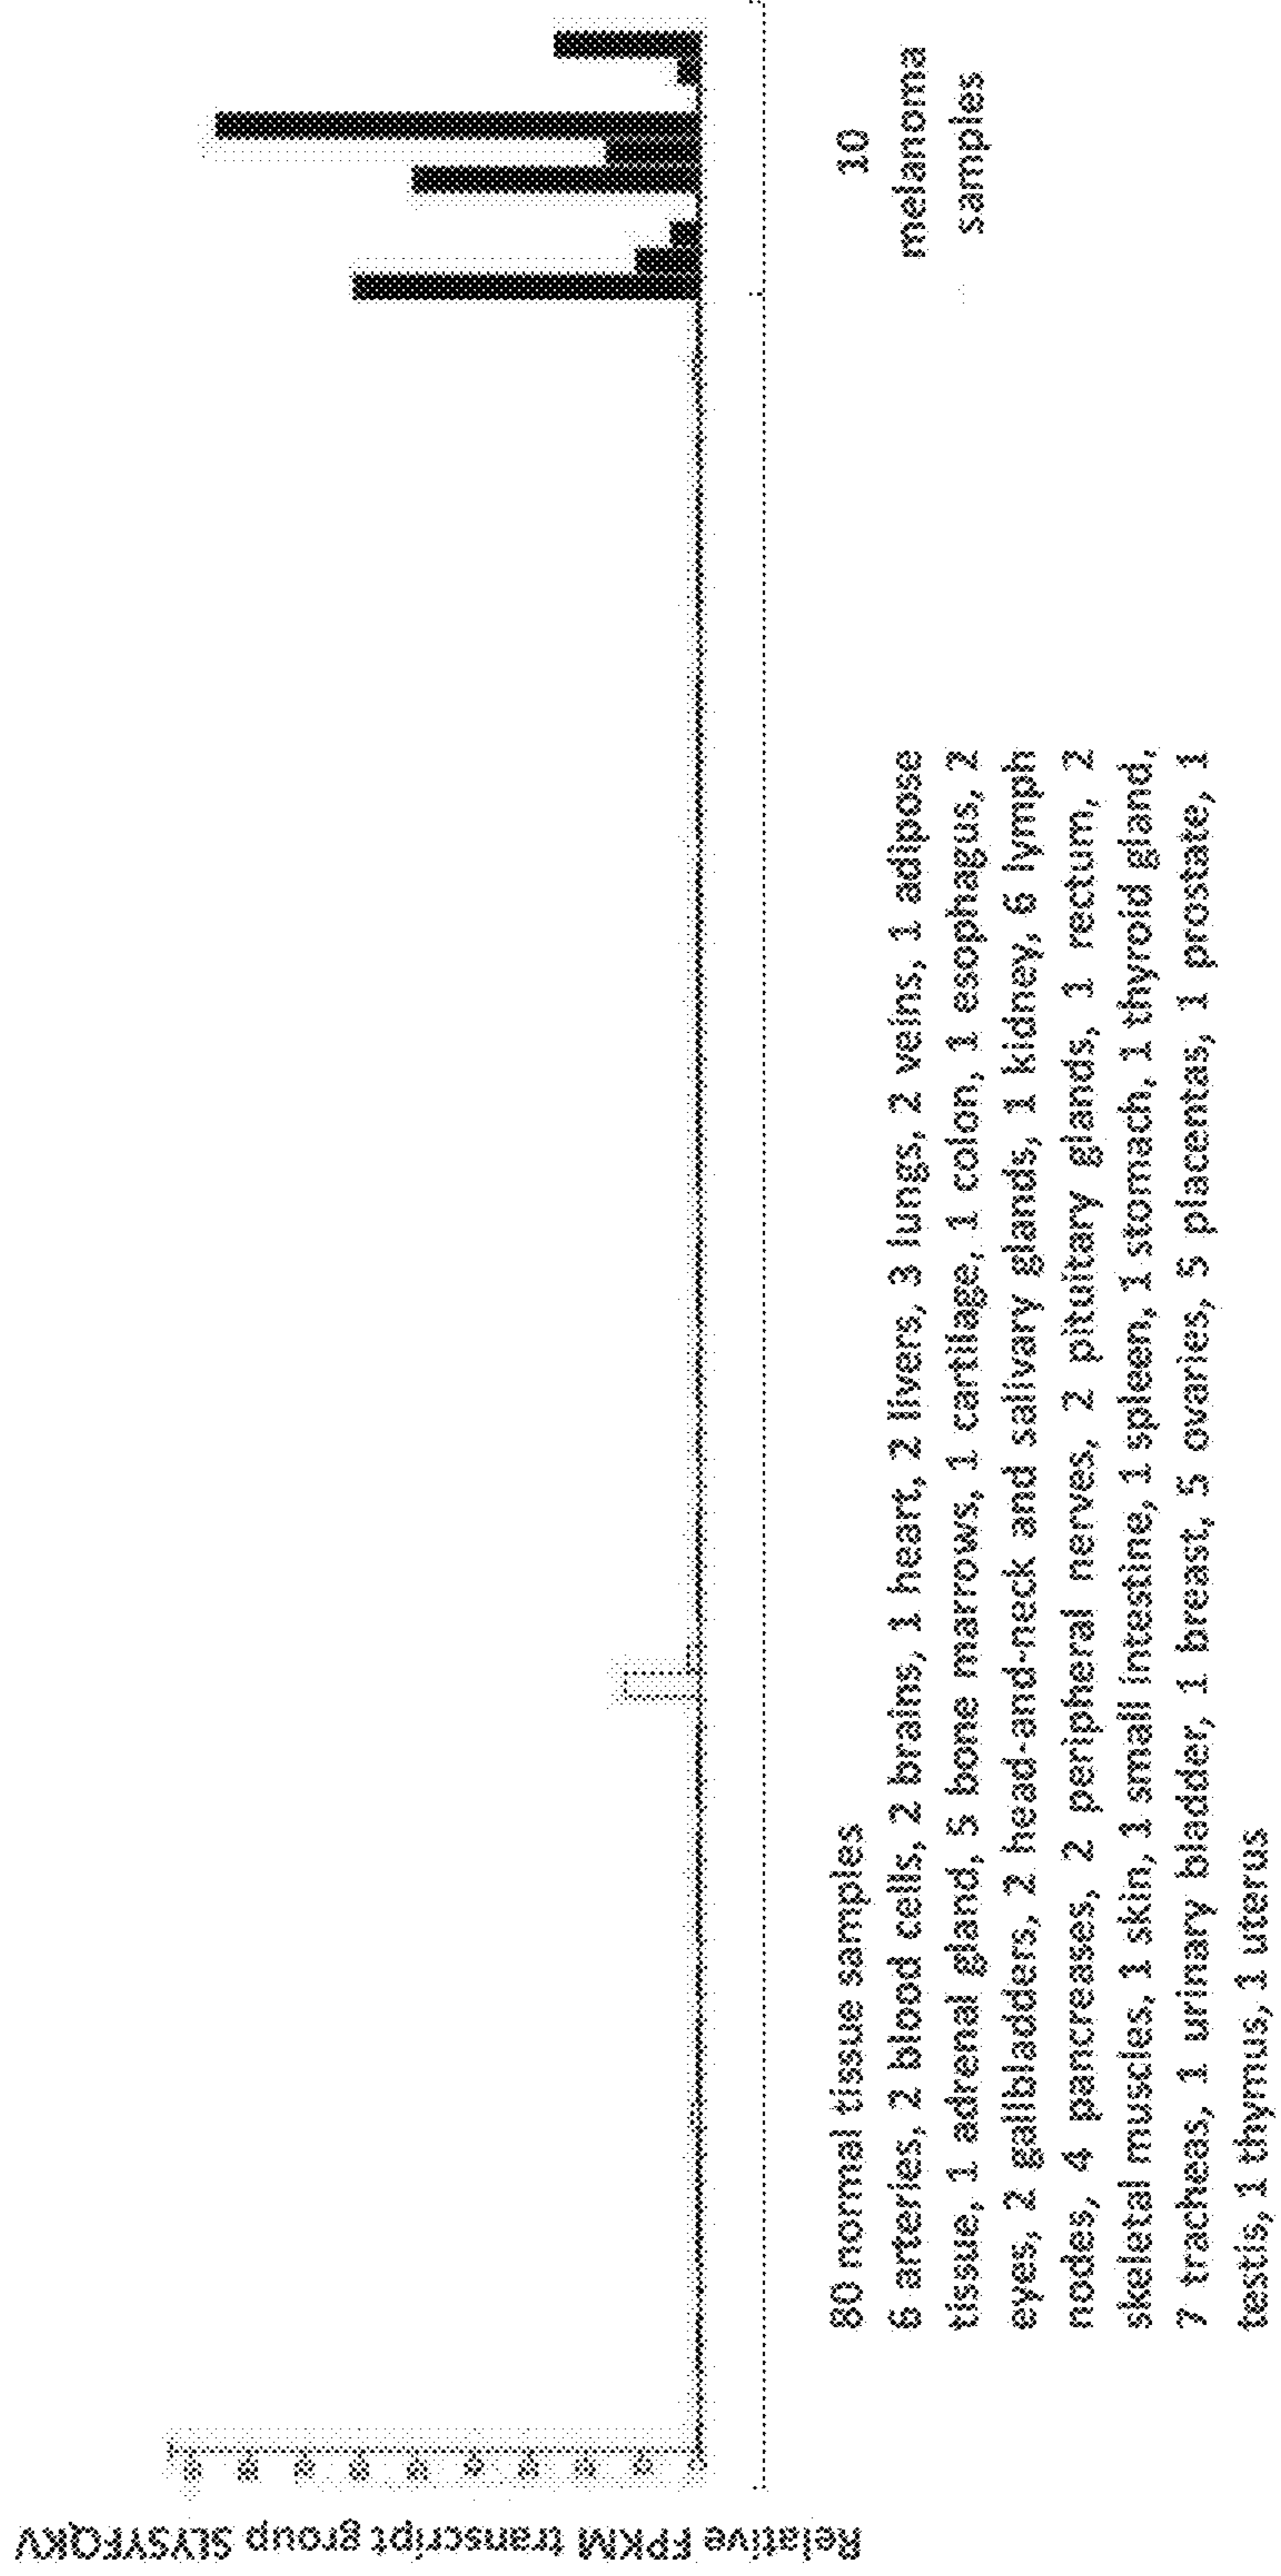 Relative FPKM transcript group SLYSYFQKV
80 normal tissue samples
6 arteries, 2 blood cells, 2 brains, 1 heart, 2 livers, 3 lungs, 2 veins, 1 adipose
tissue, 1 adrenal gland, 5 bone marrows, 1 cartilage, 1 colon, 1 esophagus, 2
eyes, 2 gallbladders, 2 head-and-neck and salivary glands, 1 kidney, 6 lymph
nodes, 4 pancreases, 2 peripheral nerves, 2 pituitary glands, 1 rectum, 2
skeletal muscles, 1 skin, 1 small intestine, 1 spleen, 1 stomach, 1 thyroid gland,
7 tracheas, 1 urinary bladder, 1 breast, 5 ovaries, 5 placentas, 1 prostate, 1
testis, 1 thymus, 1 uterus
10
melanoma
samples